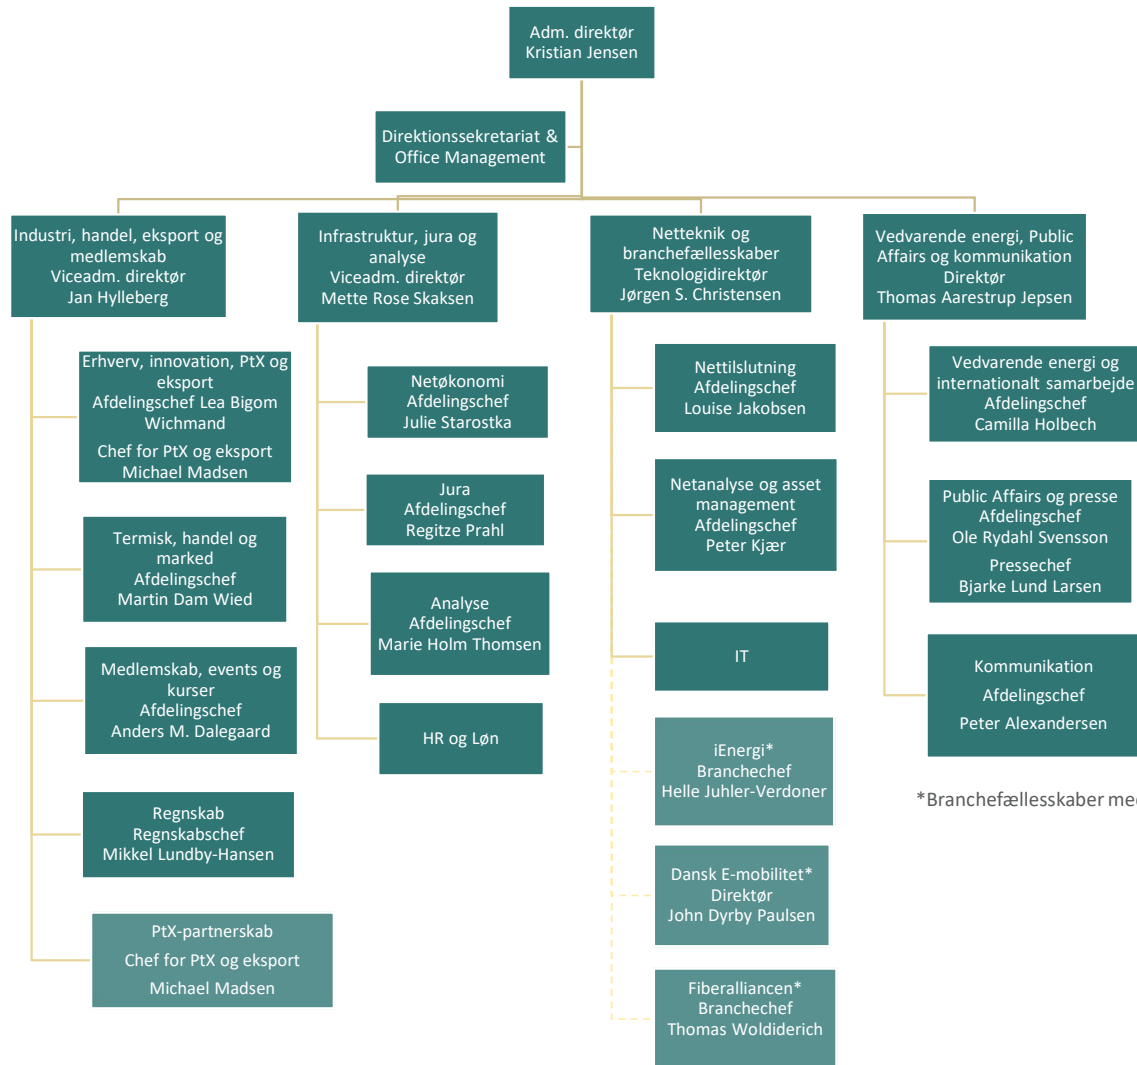 Adm. direktør
Kristian Jensen
Direktionssekretariat &
Office Management
Industri, handel, eksport og
medlemskab
Viceadm. direktør
Jan Hylleberg
Erhverv, innovation, PtX og
eksport
Afdelingschef Lea Bigom
Wichmand
Chef for PtX og eksport
Michael Madsen
Termisk, handel og
marked
Afdelingschef
Martin Dam Wied
Medlemskab, events og
kurser
Afdelingschef
Anders M. Dalegaard
Regnskab
Regnskabschef
Mikkel Lundby-Hansen
PtX-partnerskab
Chef for PtX og eksport
Michael Madsen
Infrastruktur, jura og
analyse
Viceadm. direktør
Mette Rose Skaksen
Netøkonomi
Afdelingschef
Julie Starostka
Jura
Afdelingschef
Regitze Prahl
Analyse
Afdelingschef
Marie Holm Thomsen
HR og Løn
Netteknik og
branchefællesskaber
Teknologidirektør
Jørgen S. Christensen
Nettilslutning
Afdelingschef
Louise Jakobsen
Netanalyse og asset
management
Afdelingschef
Peter Kjær
IT
iEnergi*
Branchechef
Helle Juhler-Verdoner
Dansk E-mobilitet*
Direktør
John Dyrby Paulsen
Fiberalliancen*
Branchechef
Thomas Woldiderich
Vedvarende energi, Public
Affairs og kommunikation
Direktør
Thomas Aarestrup Jepsen
Vedvarende energi og
internationalt samarbejde
Afdelingschef
Camilla Holbech
Public Affairs og presse
Afdelingschef
Ole Rydahl Svensson
Pressechef
Bjarke Lund Larsen
Kommunikation
Afdelingschef
Peter Alexandersen
*Branchefællesskaber